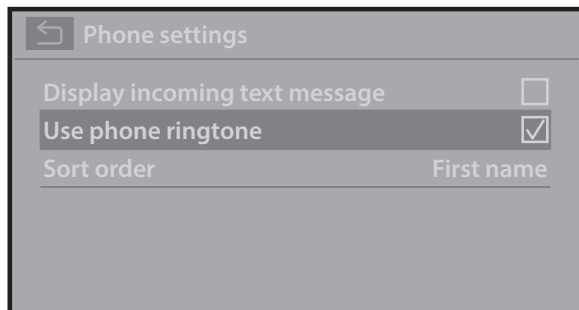 Phone settings
Display incoming text message
Use phone ringtone
Sort order First name